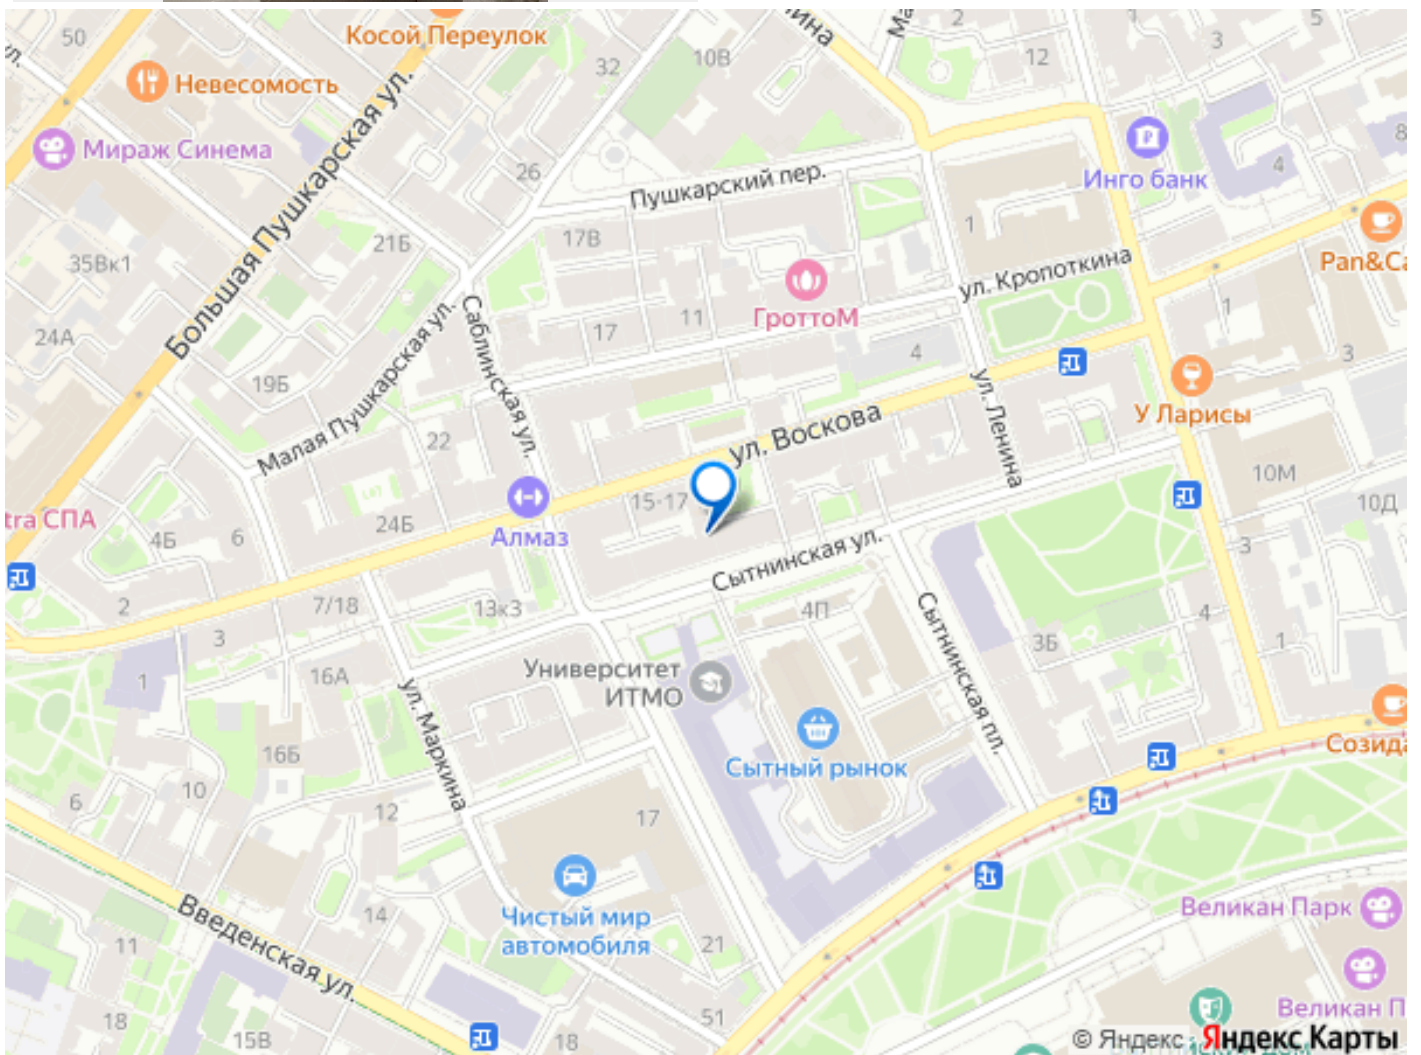 50
Косой Переулок
2
1
5
10В
12
3
32
Невесомость
8
Мираж Синема
26
4
Инго банк
Пушкарский пер.
Большая Пушкарская ул.
17В
1
21Б
35Вк1
ул. Кропоткина
Pan&Ca
ГроттоМ
11
17
1
24А
Саблинская ул.
Малая Пушкарская ул.
4
3
19Б
ул. Ленина
У Ларисы
ул. Воскова
22
10М
15-17
10Д
24Б
tra СПА
Алмаз
4Б
6
3
Сытнинская ул.
2
7/18
13к3
4П
4
3
Сытнинская пл.
3Б
1
Университет
ИТМО
16А
1
ул. Маркина
Сытный рынок
Созида
16Б
10
6
12
17
Великан Парк
Чистый мир
автомобиля
14
Введенская ул.
11
21
Великан П
18
51
15В
18
© Яндекс
Яндекс Карты